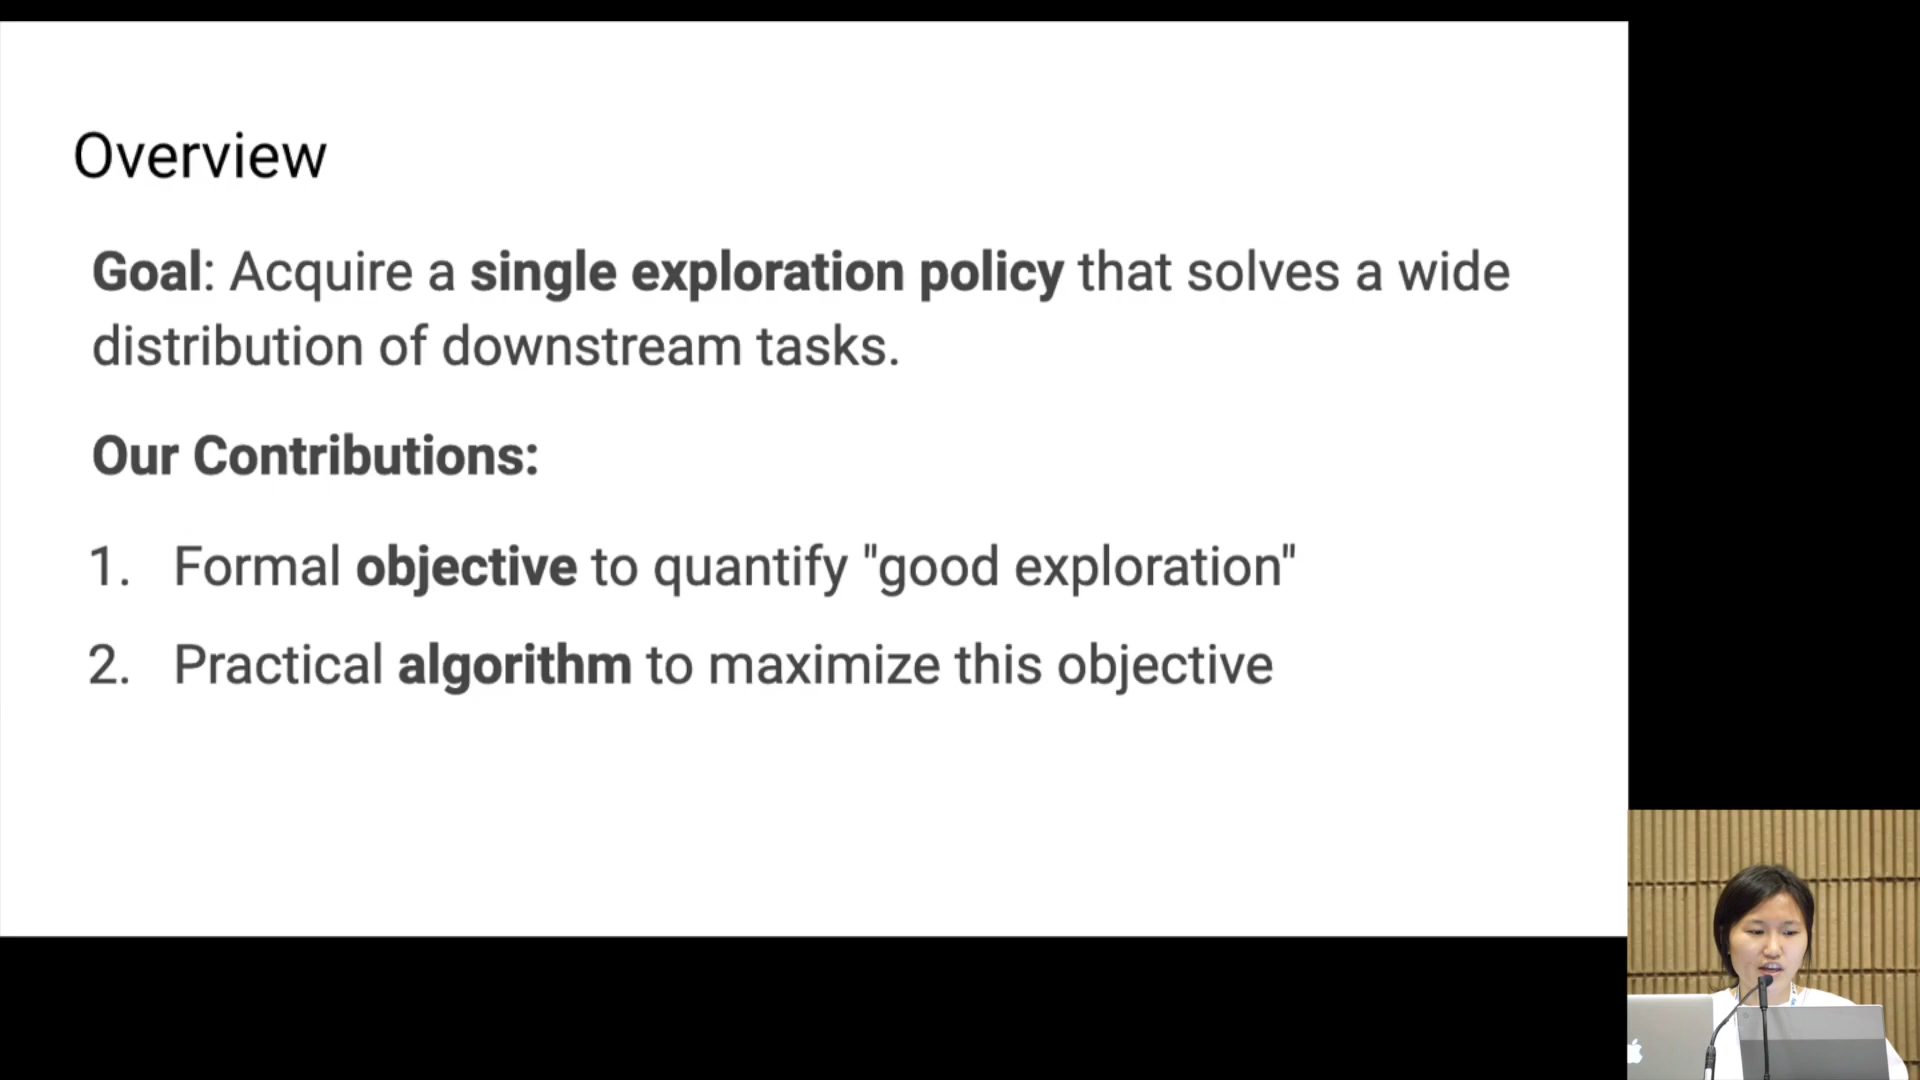 Overview
Goal: Acquire a single exploration policy that solves a wide
distribution of downstream tasks.
Our Contributions:
1. Formal objective to quantify "good exploration"
2. Practical algorithm to maximize this objective